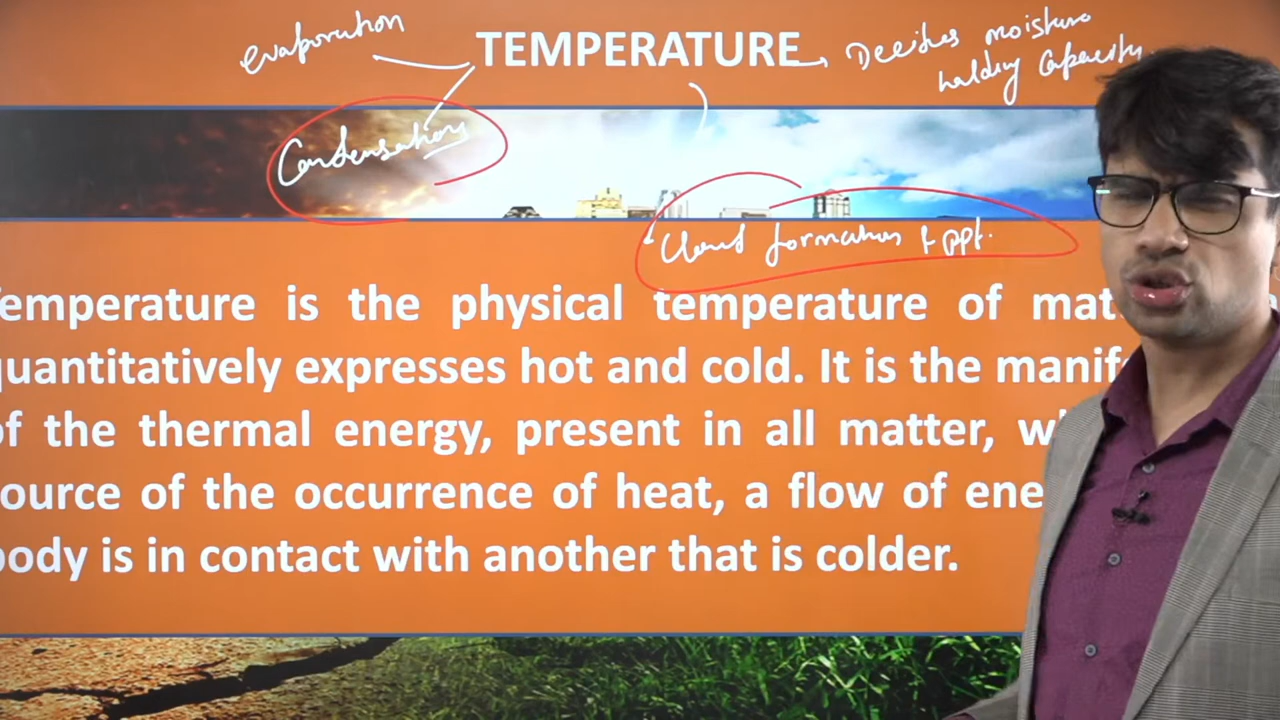 evaporation
TEMPERATURE
Decides moisture
holding Capacity
Condensation
Cloud formation & ppt.
emperature is the physical temperature of mat
quantitatively expresses hot and cold. It is the manif
of the thermal energy, present in all matter, w
ource of the occurrence of heat, a flow of ene
body is in contact with another that is colder.